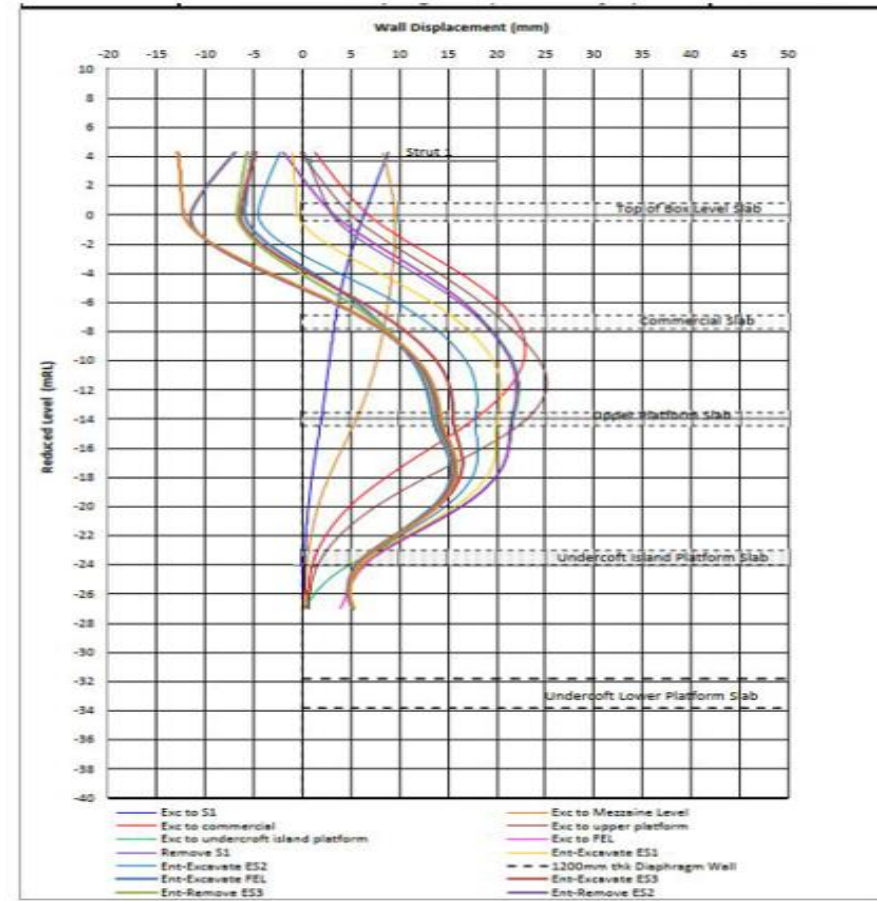 Wall Displacement (mm)
-20 -15 -10 -5 0 5 10 15 20 25 30 35 40 45 50
10
8
6
4
2
0
-2
-4
-6
-8
-10
-12
-14
-16
-18
-20
-22
-24
-26
-28
-30
-32
-34
-36
-38
-40
Reduced Level (mRL)
Strut 1
Top of Box Level Slab
Commercial Slab
Upper Platform Slab
Undercoft Island Platform Slab
Undercoft Lower Platform Slab
Exc to S1
Exc to Mezzaine Level
Exc to commercial
Exc to upper platform
Exc to undercroft island platform
Exc to FEL
Remove S1
Ent-Excavate ES1
Ent-Excavate ES2
1200mm thk Diaphragm Wall
Ent-Excavate FEL
Ent-Excavate ES3
Ent-Remove ES3
Ent-Remove ES2